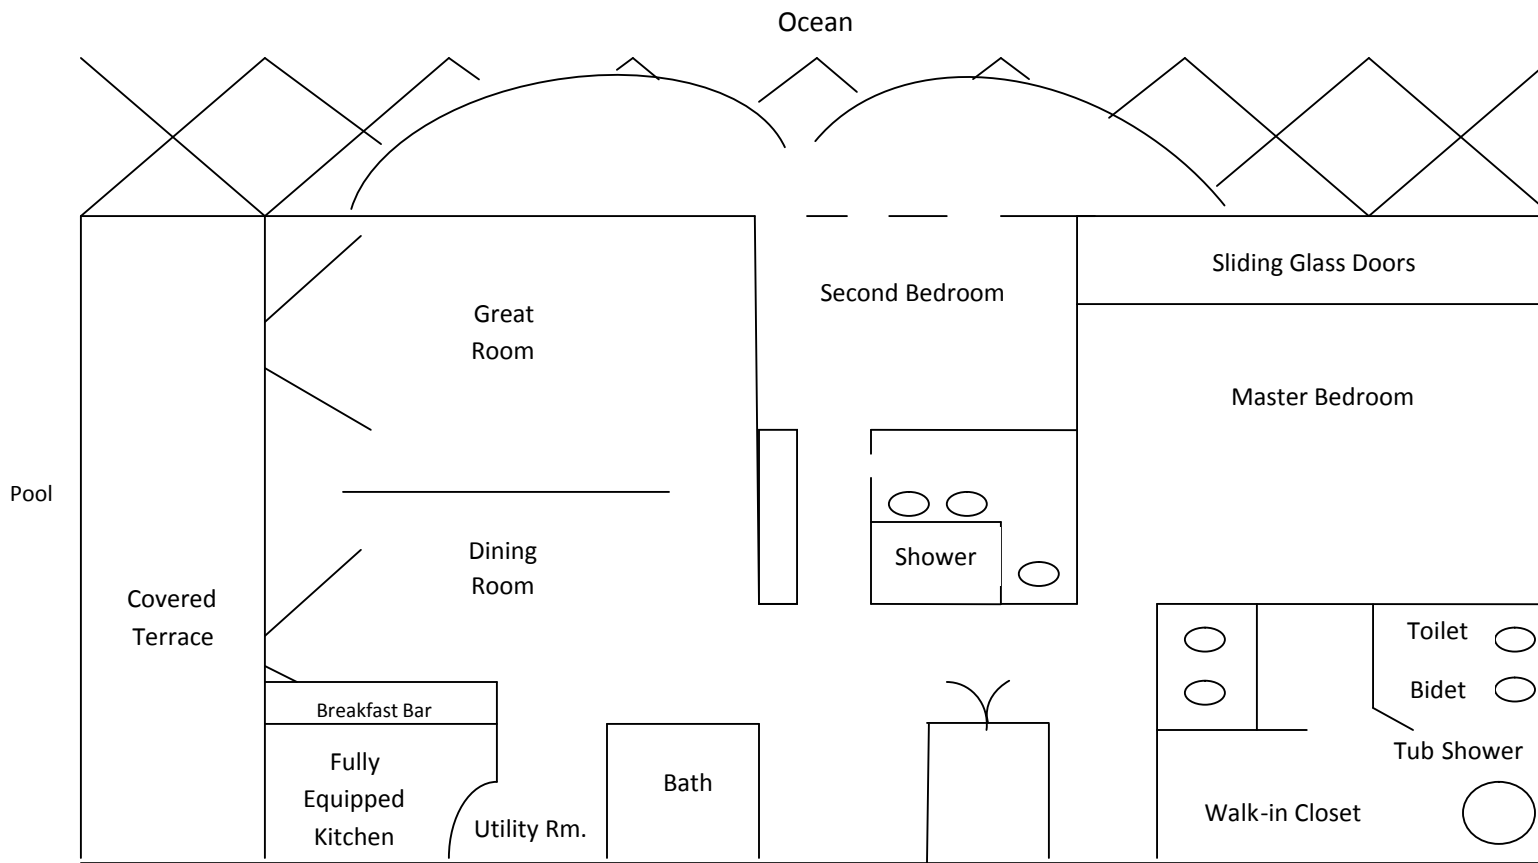 Ocean
Sliding Glass Doors
Second Bedroom
Great
Room
Master Bedroom
Pool
Dining
Room
Shower
Covered
Terrace
Toilet
Bidet
Breakfast Bar
Tub Shower
Fully
Equipped
Kitchen
Bath
Utility Rm.
Walk-in Closet